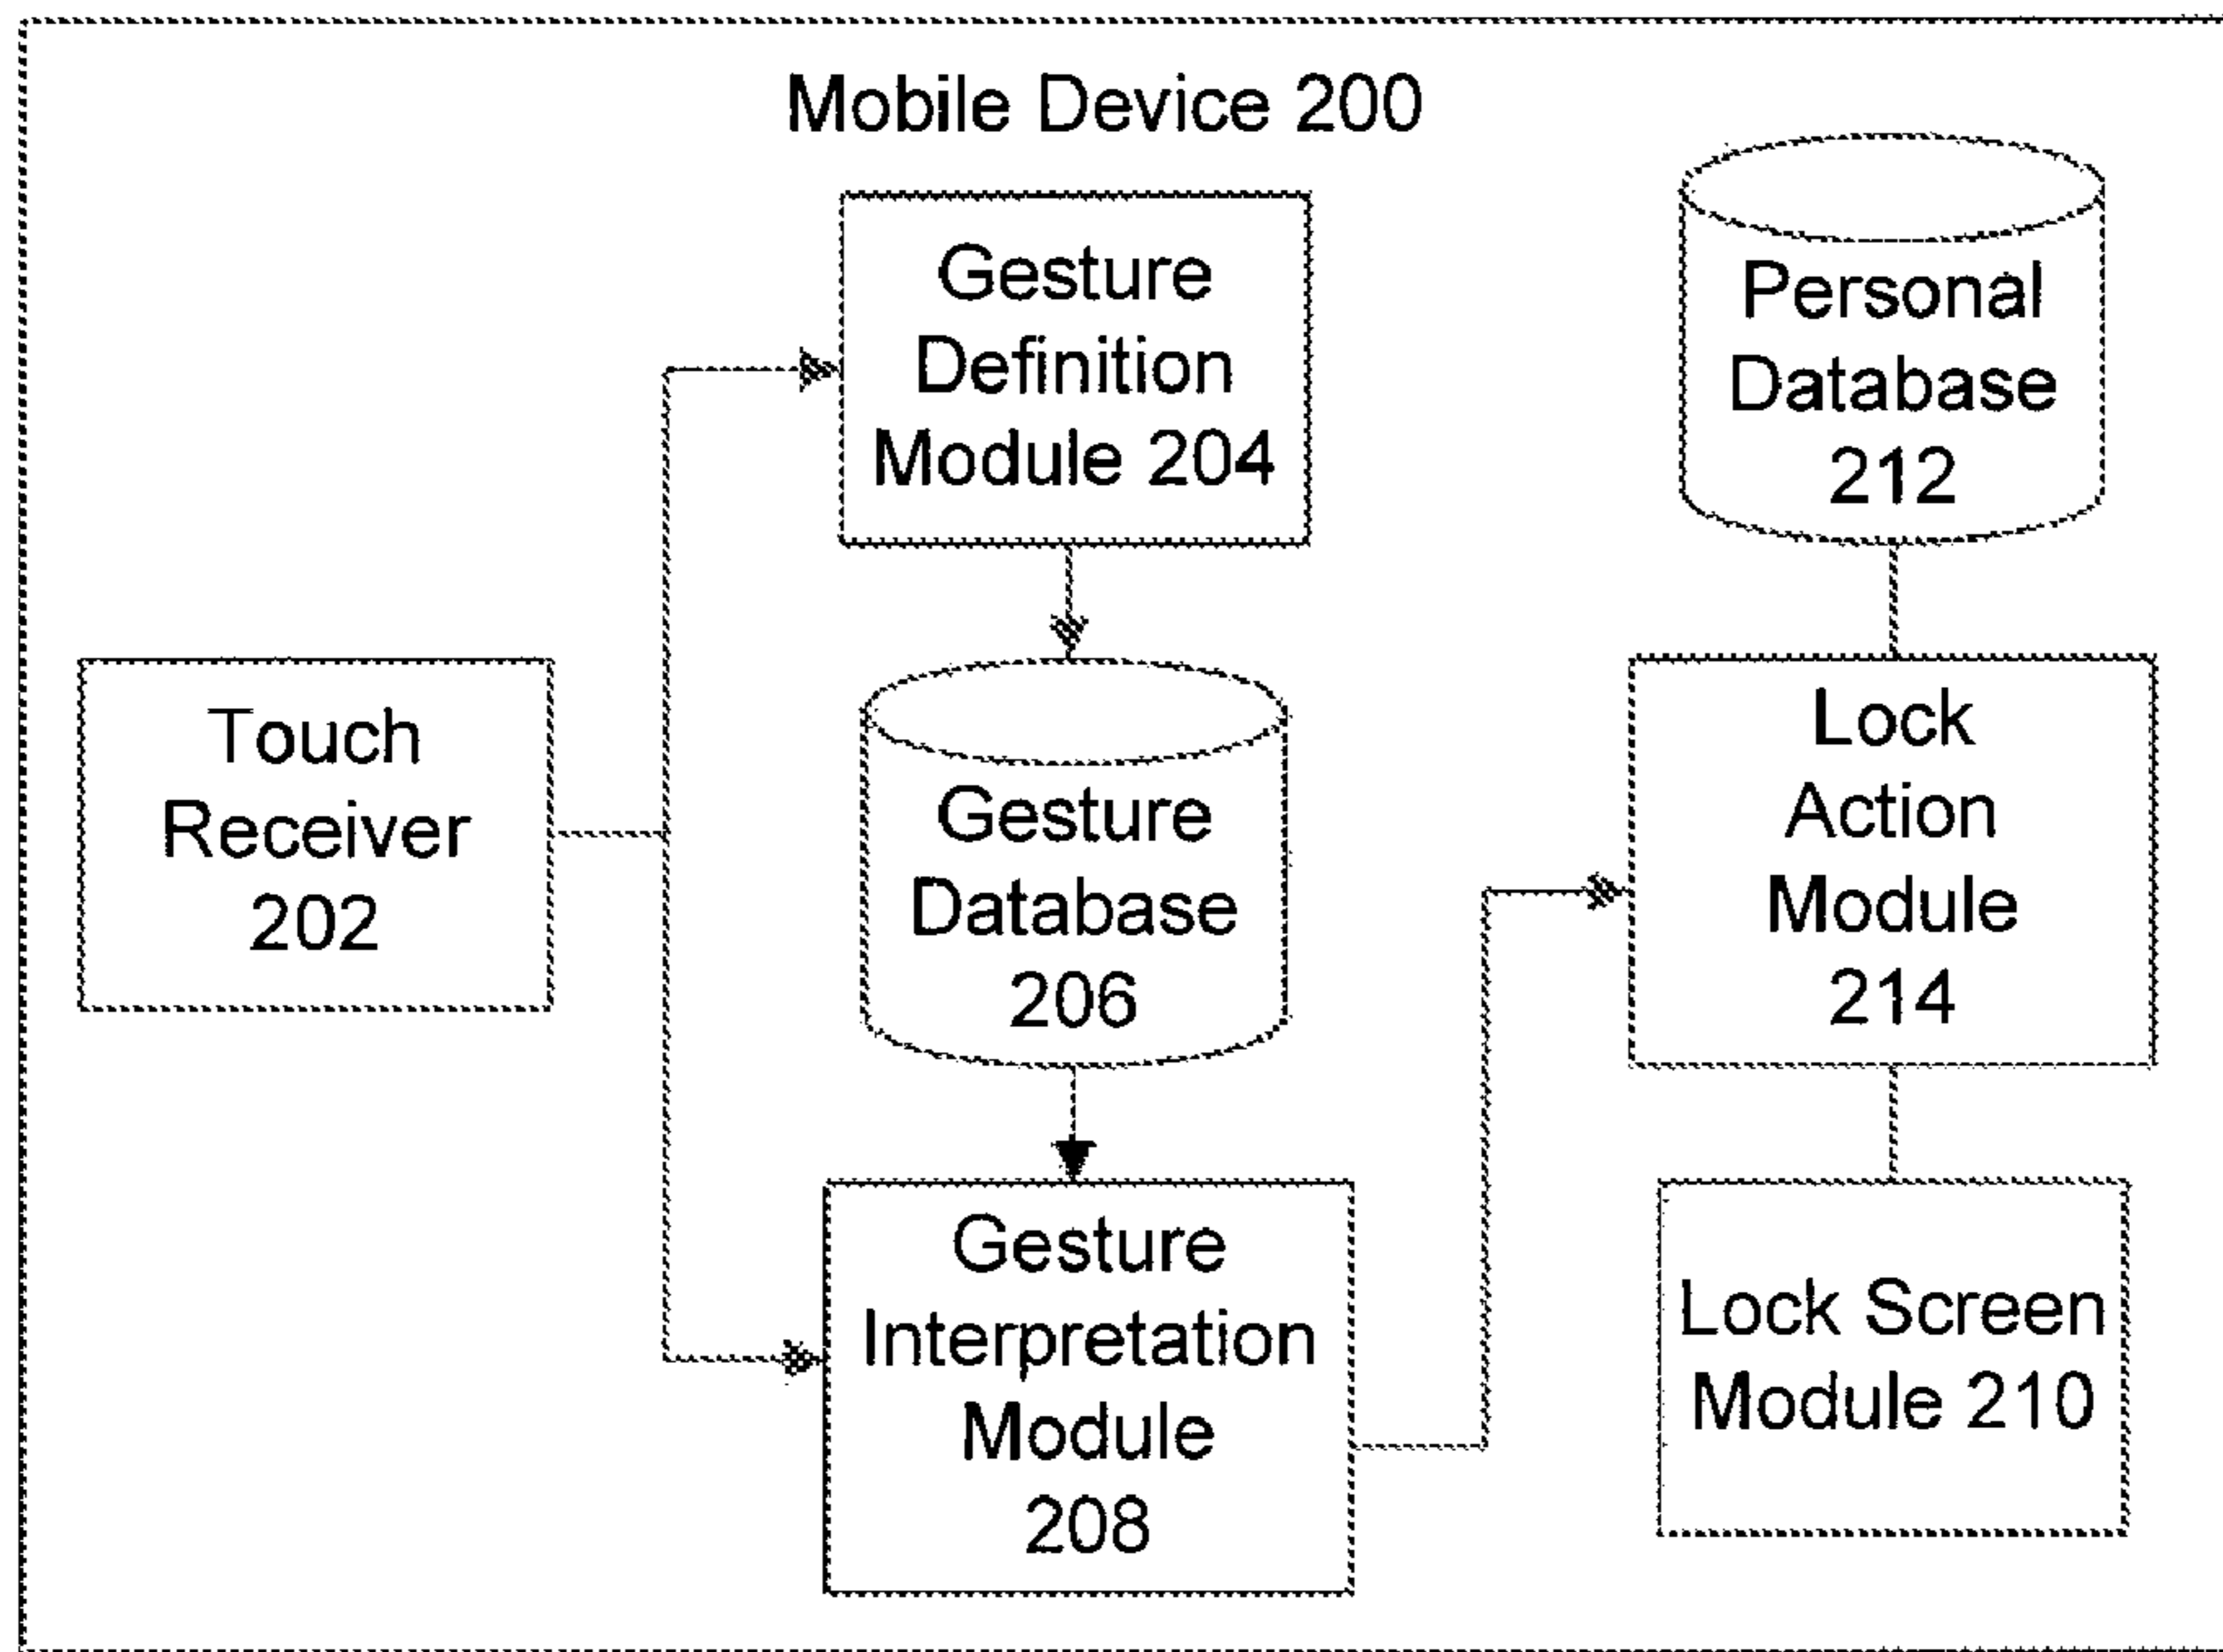 Mobile Device 200
Touch
Receiver
202
Gesture
Definition
Module 204
Gesture
Database
206
Gesture
Interpretation
Module
208
Personal
Database
212
Lock
Action
Module
214
Lock Screen
Module 210